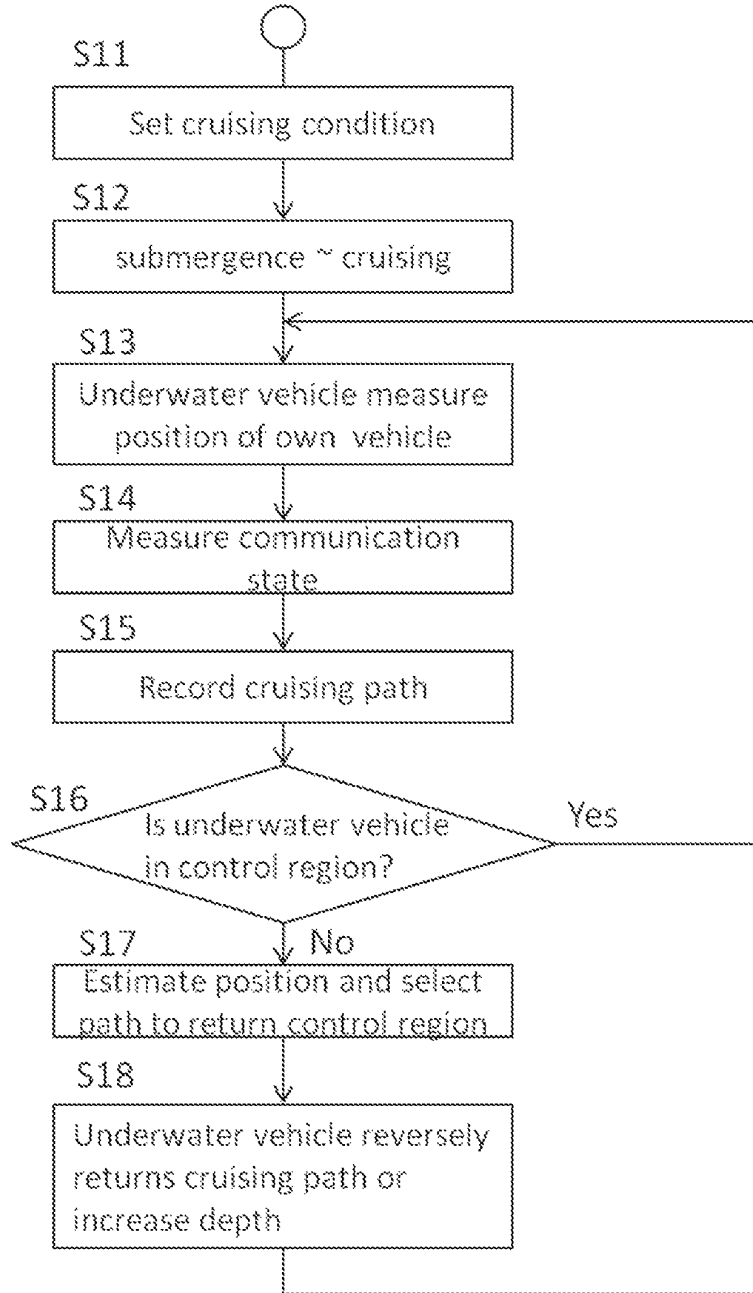 S11
Set cruising condition
S12
submergence ~ cruising
S13
Underwater vehicle measure
position of own vehicle
S14
Measure communication
state
S15
Record cruising path
S16
Is underwater vehicle
in control region?
Yes
No
S17
Estimate position and select
path to return control region
S18
Underwater vehicle reversely
returns cruising path or
increase depth